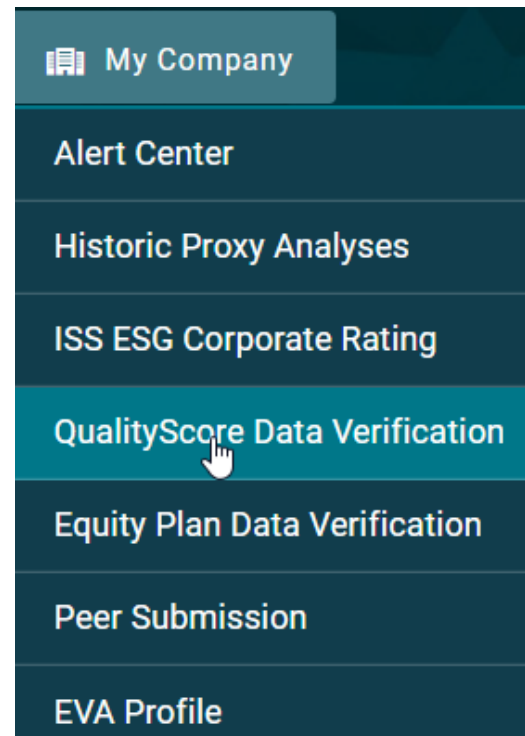 My Company
Alert Center
Historic Proxy Analyses
ISS ESG Corporate Rating
QualityScore Data Verification
Equity Plan Data Verification
Peer Submission
EVA Profile